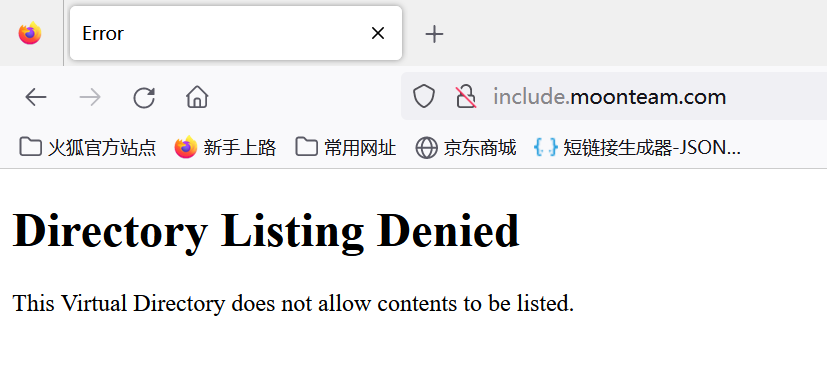 Error
include.moonteam.com
火狐官方站点 新手上路 常用网址 京东商城 短链接生成器-JSON...
Directory Listing Denied
This Virtual Directory does not allow contents to be listed.